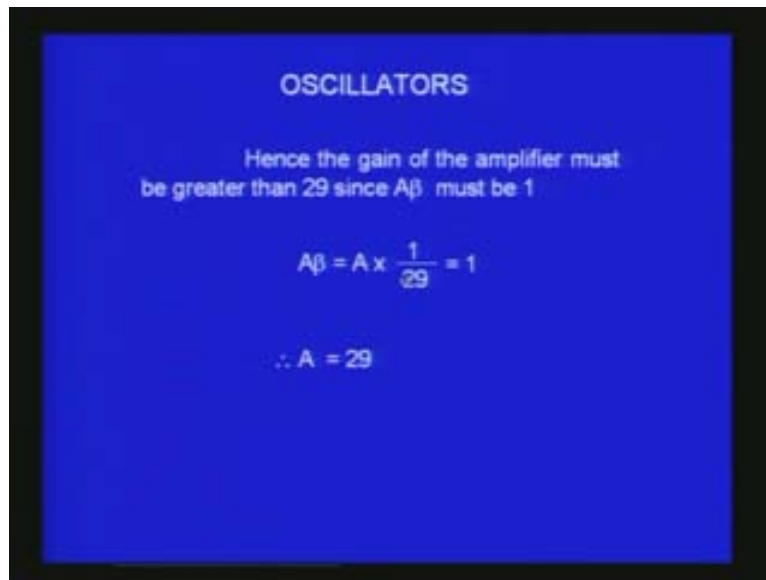 OSCILLATORS
Hence the gain of the amplifier must
be greater than 29 since Aβ must be 1
Aβ = A x 1/29 = 1
∴ A = 29